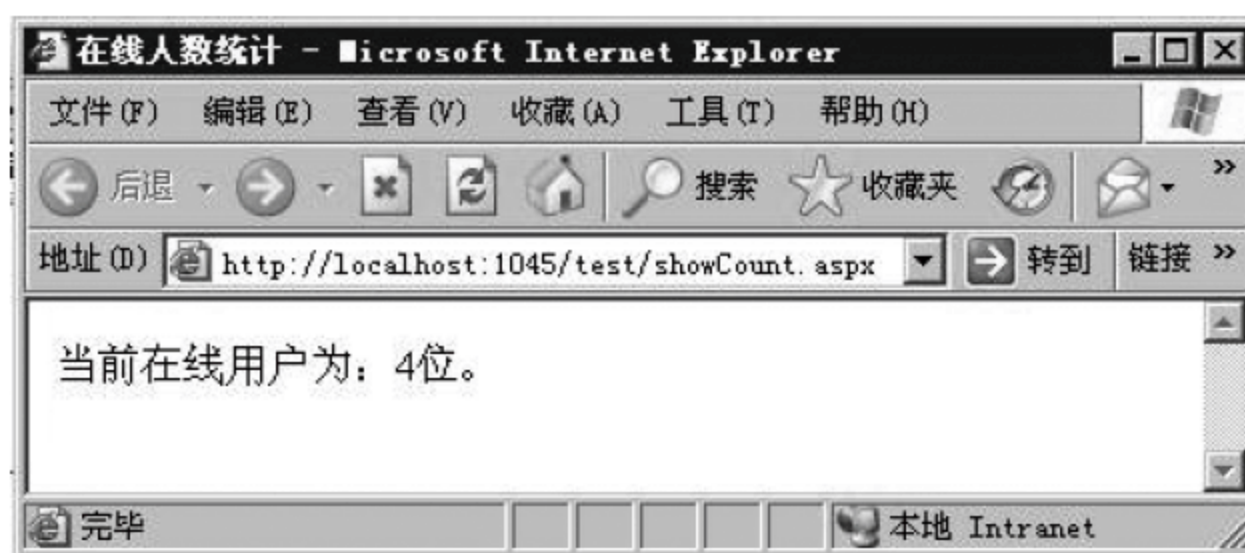 在线人数统计 - Microsoft Internet Explorer
文件(F) 编辑(E) 查看(V) 收藏(A) 工具(T) 帮助(H)
后退 搜索 收藏夹 »
地址(D) http://localhost:1045/test/showCount.aspx 转到 链接 »
当前在线用户为：4位。
完毕 本地 Intranet